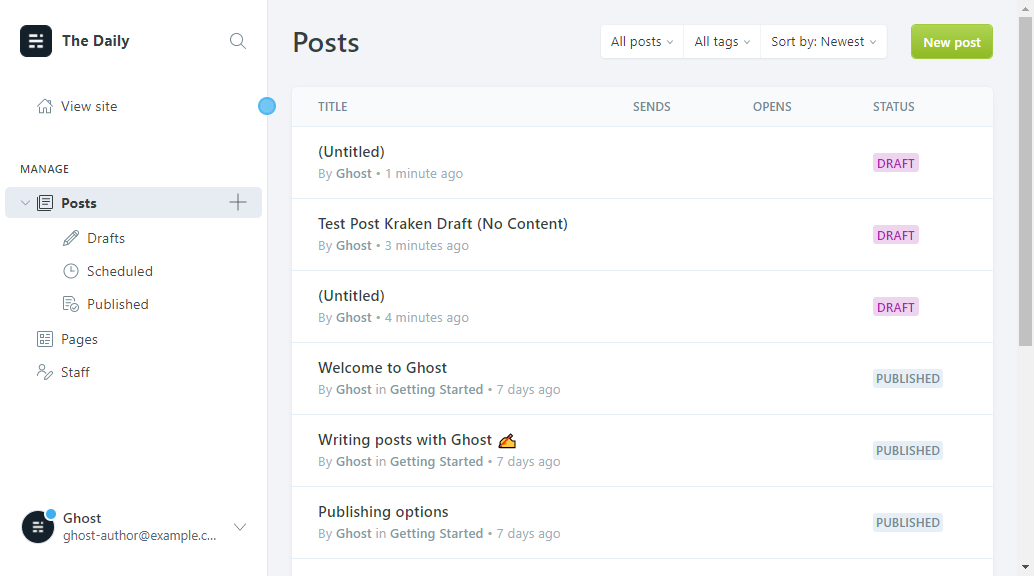 The Daily
View site
MANAGE
Posts
Drafts
Scheduled
Published
Pages
Staff
Ghost
ghost-author@example.c...
Posts
All posts
All tags
Sort by: Newest
New post
TITLE SENDS OPENS STATUS
(Untitled)
By Ghost • 1 minute ago
DRAFT
Test Post Kraken Draft (No Content)
By Ghost • 3 minutes ago
DRAFT
(Untitled)
By Ghost • 4 minutes ago
DRAFT
Welcome to Ghost
By Ghost in Getting Started • 7 days ago
PUBLISHED
Writing posts with Ghost ✍️
By Ghost in Getting Started • 7 days ago
PUBLISHED
Publishing options
By Ghost in Getting Started • 7 days ago
PUBLISHED